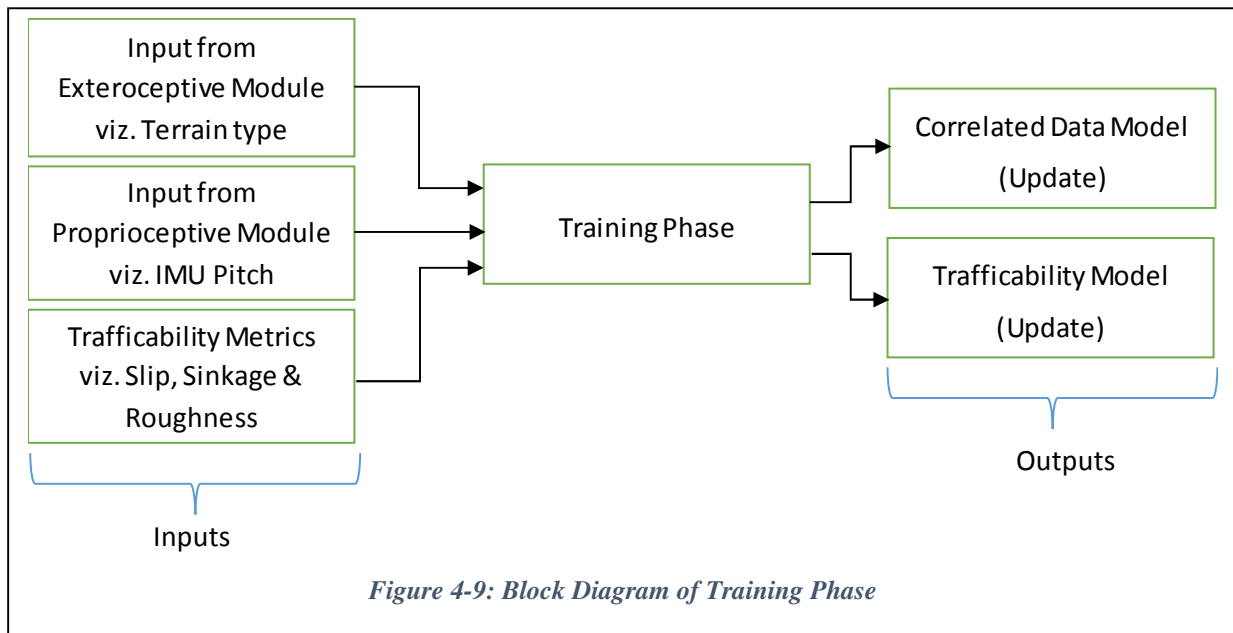 Input from
Exteroceptive Module
viz. Terrain type
Input from
Proprioceptive Module
viz. IMU Pitch
Trafficability Metrics
viz. Slip, Sinkage &
Roughness
Inputs
Training Phase
Correlated Data Model
(Update)
Trafficability Model
(Update)
Outputs
Figure 4-9: Block Diagram of Training Phase